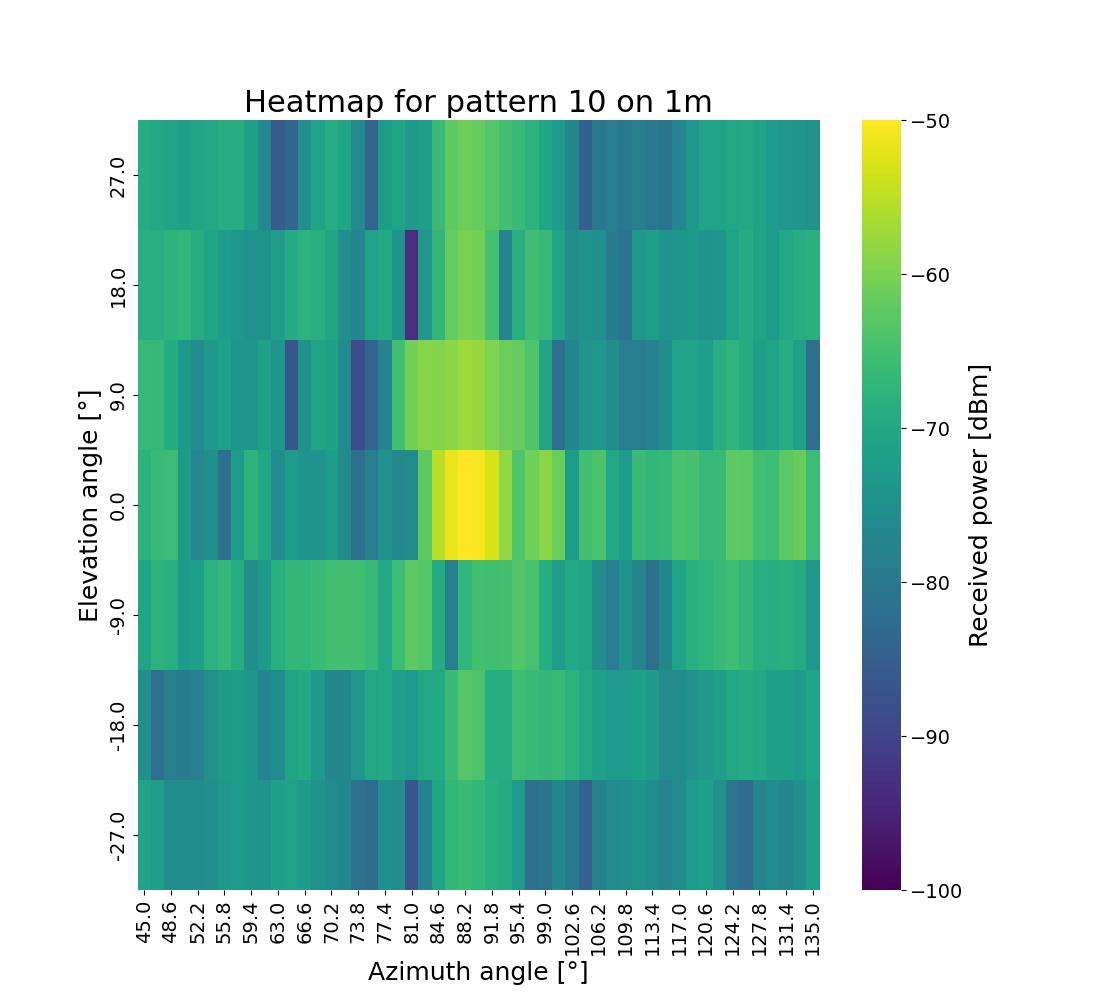 Heatmap for pattern 10 on 1m
Elevation angle [°]
27.0
18.0
9.0
0.0
-9.0
-18.0
-27.0
45.0 48.6 52.2 55.8 59.4 63.0 66.6 70.2 73.8 77.4 81.0 84.6 88.2 91.8 95.4 99.0 102.6 106.2 109.8 113.4 117.0 120.6 124.2 127.8 131.4 135.0
Azimuth angle [°]
−50
−60
−70
−80
−90
−100
Received power [dBm]